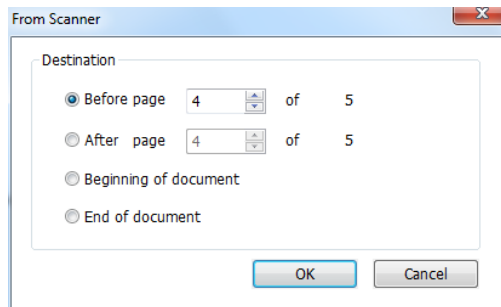 From Scanner
Destination
Before page 4 of 5
After page 4 of 5
Beginning of document
End of document
OK Cancel